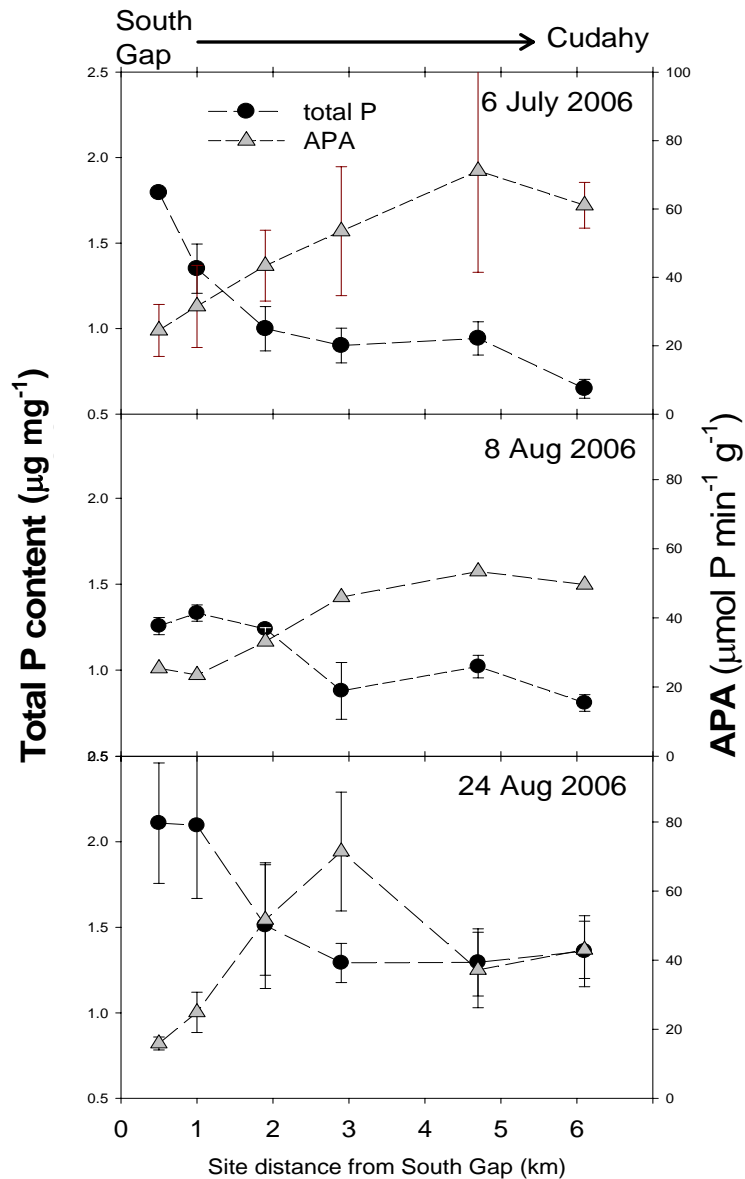 South
Gap
Cudahy
2.5
100
6 July 2006
total P
APA
2.0
80
1.5
60
1.0
40
20
0.5
0
8 Aug 2006
2.0
80
60
1.5
40
1.0
20
0.5
0
24 Aug 2006
80
2.0
60
1.5
40
1.0
20
0.5
0
Total P content (μg mg⁻¹)
APA (μmol P min⁻¹ g⁻¹)
0 1 2 3 4 5 6
Site distance from South Gap (km)